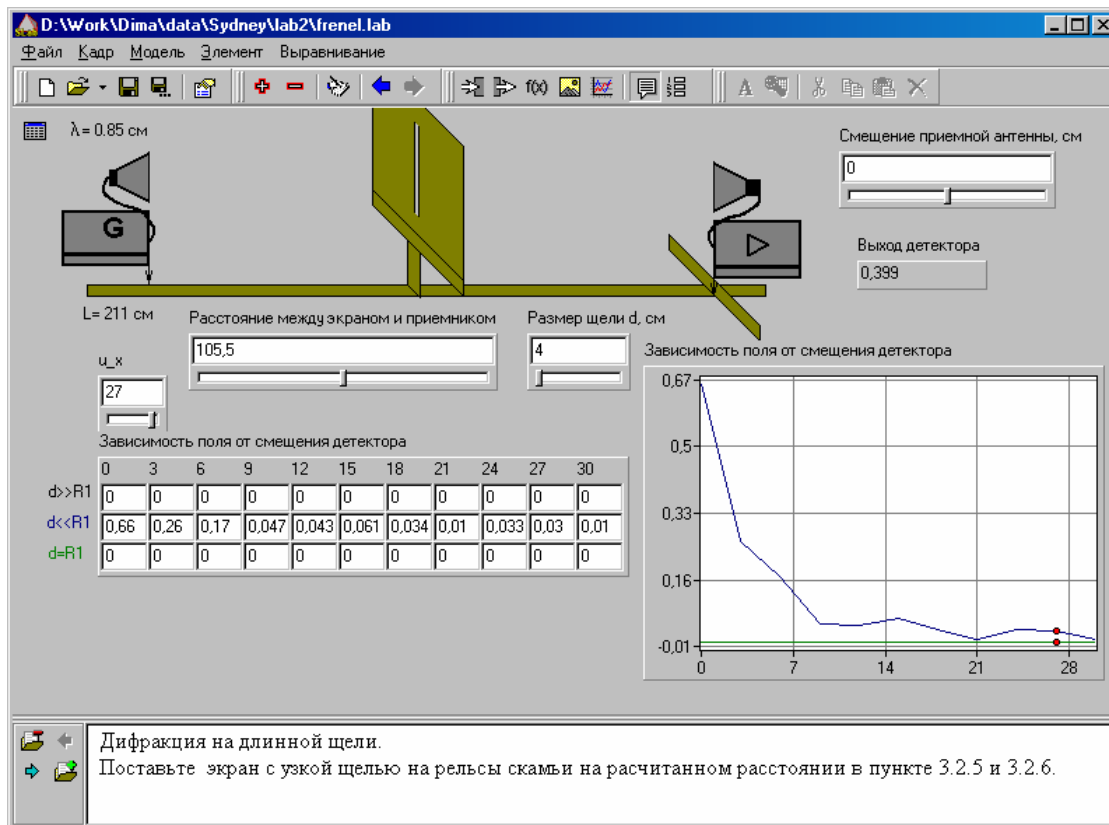 D:\Work\Dima\data\Sydney\lab2\frenel.lab
Файл Кадр Модель Элемент Выравнивание
f(x) A
λ= 0.85 см
G
Смещение приемной антенны, см
0
Выход детектора
0,399
L= 211 см
Расстояние между экраном и приемником
105,5
Размер щели d, см
4
u_x
27
Зависимость поля от смещения детектора
0 3 6 9 12 15 18 21 24 27 30
d>>R1 0 0 0 0 0 0 0 0 0 0 0
d<<R1 0,66 0,26 0,17 0,047 0,043 0,061 0,034 0,01 0,033 0,03 0,01
d=R1 0 0 0 0 0 0 0 0 0 0 0
Зависимость поля от смещения детектора
0,67
0,5
0,33
0,16
-0,01
0 7 14 21 28
Дифракция на длинной щели.
Поставьте экран с узкой щелью на рельсы скамьи на расчитанном расстоянии в пункте 3.2.5 и 3.2.6.